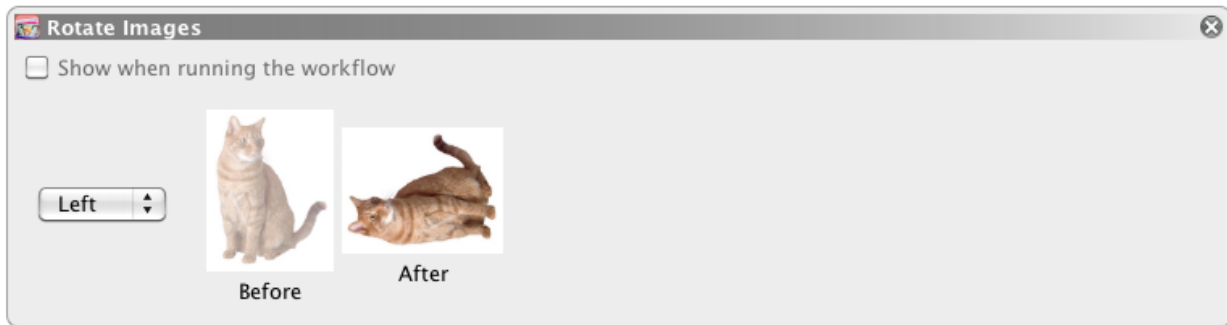 Rotate Images
Show when running the workflow
Left
Before
After